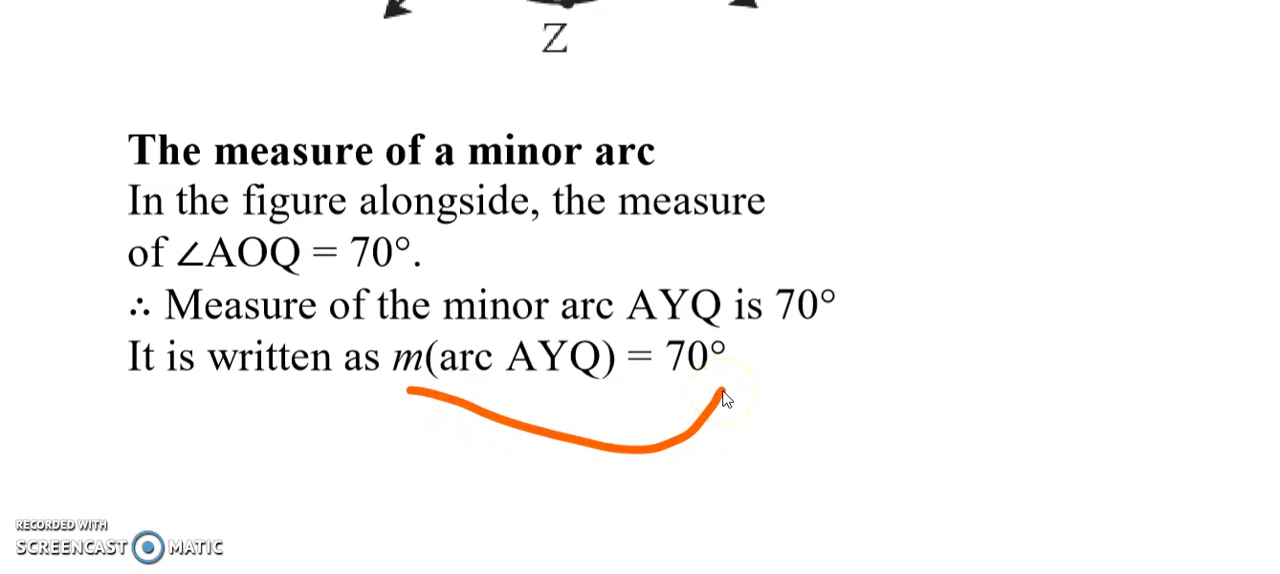 Z
The measure of a minor arc
In the figure alongside, the measure
of ∠AOQ = 70°.
∴ Measure of the minor arc AYQ is 70°
It is written as m(arc AYQ) = 70°
RECORDED WITH
SCREENCAST MATIC